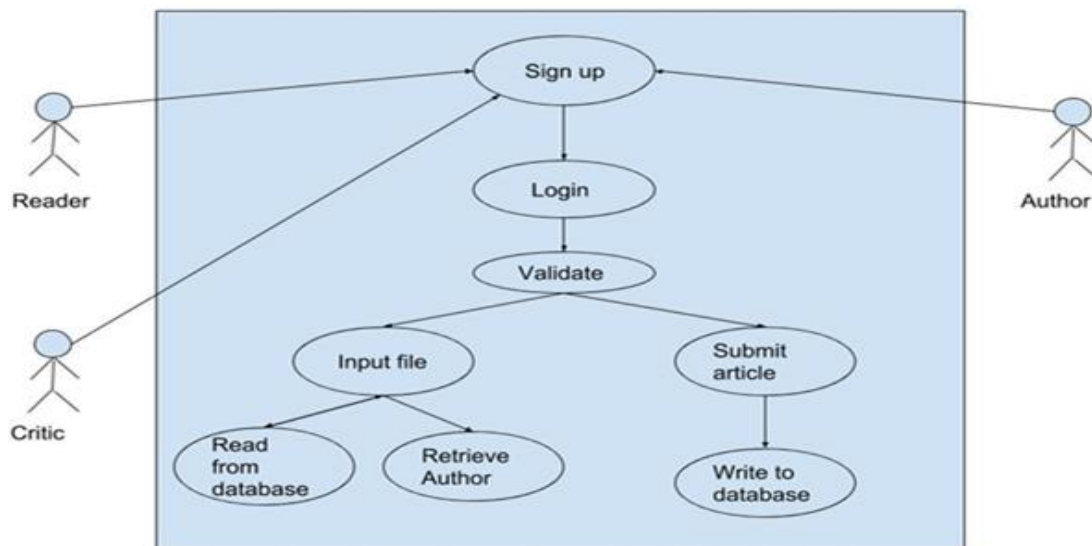 Sign up
Reader
Author
Login
Validate
Input file
Submit
article
Critic
Read
from
database
Retrieve
Author
Write to
database